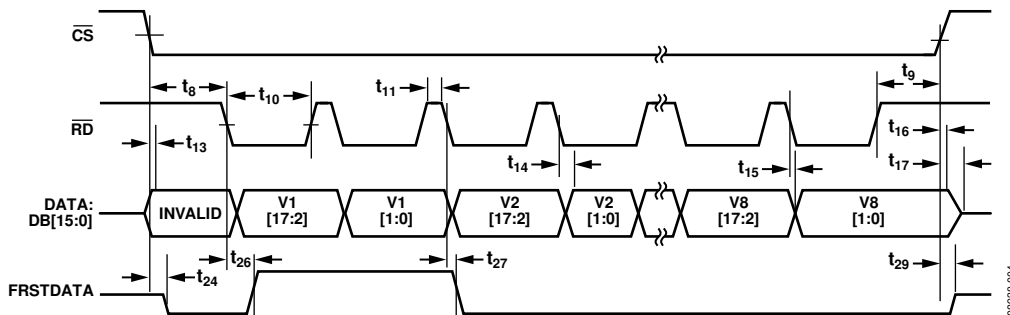 CS
t8
t10
t11
t9
RD
t13
t14
t15
t16
t17
DATA:
DB[15:0]
INVALID
V1
[17:2]
V1
[1:0]
V2
[17:2]
V2
[1:0]
V8
[17:2]
V8
[1:0]
t26
t27
t29
t24
FRSTDATA